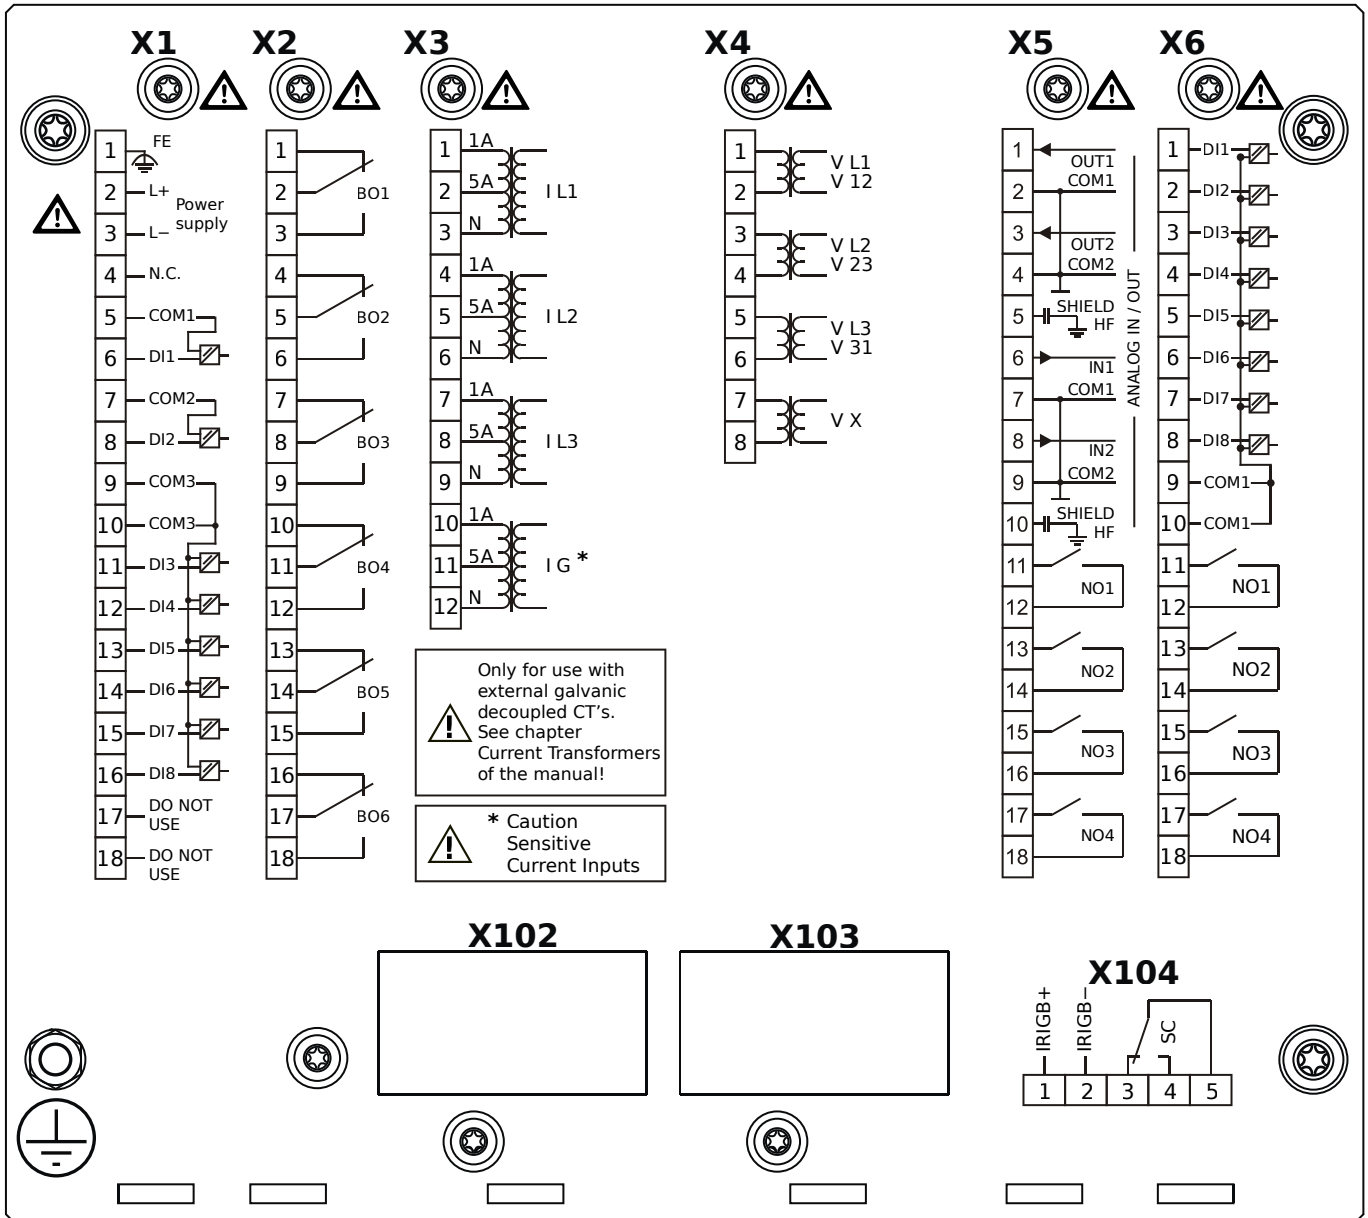 X1
X2
X3
X4
X5
X6
1
FE
2
L+
Power
supply
3
L−
4
N.C.
5
COM1
6
DI1
7
COM2
8
DI2
9
COM3
10
COM3
11
DI3
12
DI4
13
DI5
14
DI6
15
DI7
16
DI8
17
DO NOT
USE
18
DO NOT
USE
1
2
BO1
3
4
5
BO2
6
7
8
BO3
9
10
11
BO4
12
13
14
BO5
15
16
17
BO6
18
1
1A
2
5A
I L1
3
N
4
1A
5
5A
I L2
6
N
7
1A
8
5A
I L3
9
N
10
1A
11
5A
I G *
12
N
Only for use with
external galvanic
decoupled CT's.
See chapter
Current Transformers
of the manual!
* Caution
Sensitive
Current Inputs
1
V L1
2
V 12
3
V L2
4
V 23
5
V L3
6
V 31
7
V X
8
1
OUT1
2
COM1
3
OUT2
4
COM2
5
SHIELD
HF
6
IN1
7
COM1
8
IN2
9
COM2
10
SHIELD
HF
ANALOG IN / OUT
11
NO1
12
13
NO2
14
15
NO3
16
17
NO4
18
1
DI1
2
DI2
3
DI3
4
DI4
5
DI5
6
DI6
7
DI7
8
DI8
9
COM1
10
COM1
11
NO1
12
13
NO2
14
15
NO3
16
17
NO4
18
X102
X103
X104
IRIGB+
IRIGB−
SC
1
2
3
4
5